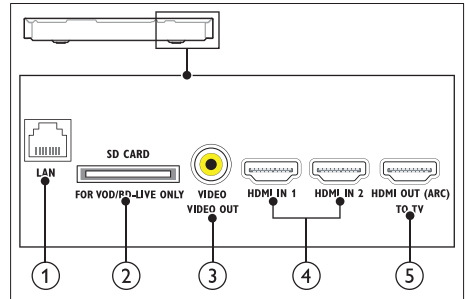 LAN
SD CARD
FOR VOD/BD-LIVE ONLY
VIDEO
VIDEO OUT
HDMI IN 1
HDMI IN 2
HDMI OUT (ARC)
TO TV
1
2
3
4
5